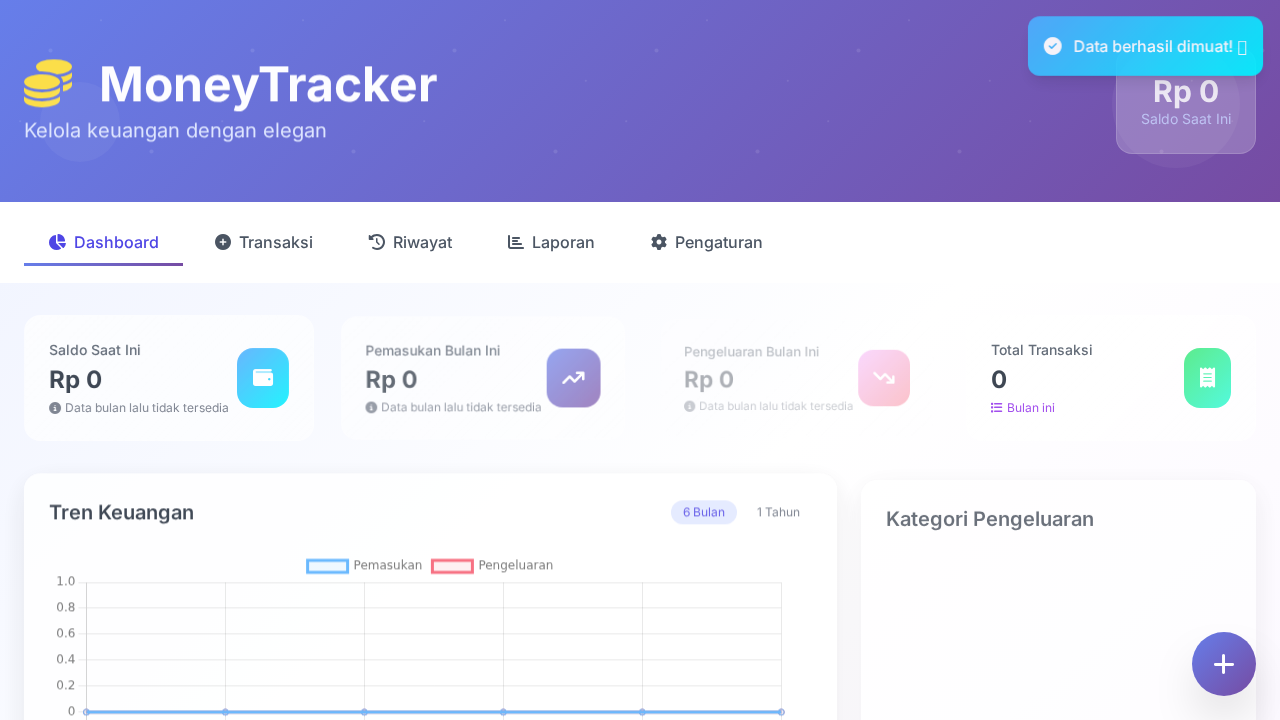 MoneyTracker
Kelola keuangan dengan elegan
Data berhasil dimuat!
Rp 0
Saldo Saat Ini
Dashboard
Transaksi
Riwayat
Laporan
Pengaturan
Saldo Saat Ini
Rp 0
Data bulan lalu tidak tersedia
Pemasukan Bulan Ini
Rp 0
Data bulan lalu tidak tersedia
Pengeluaran Bulan Ini
Rp 0
Data bulan lalu tidak tersedia
Total Transaksi
0
Bulan ini
Tren Keuangan
6 Bulan
1 Tahun
Pemasukan
Pengeluaran
1.0
0.8
0.6
0.4
0.2
0
Kategori Pengeluaran